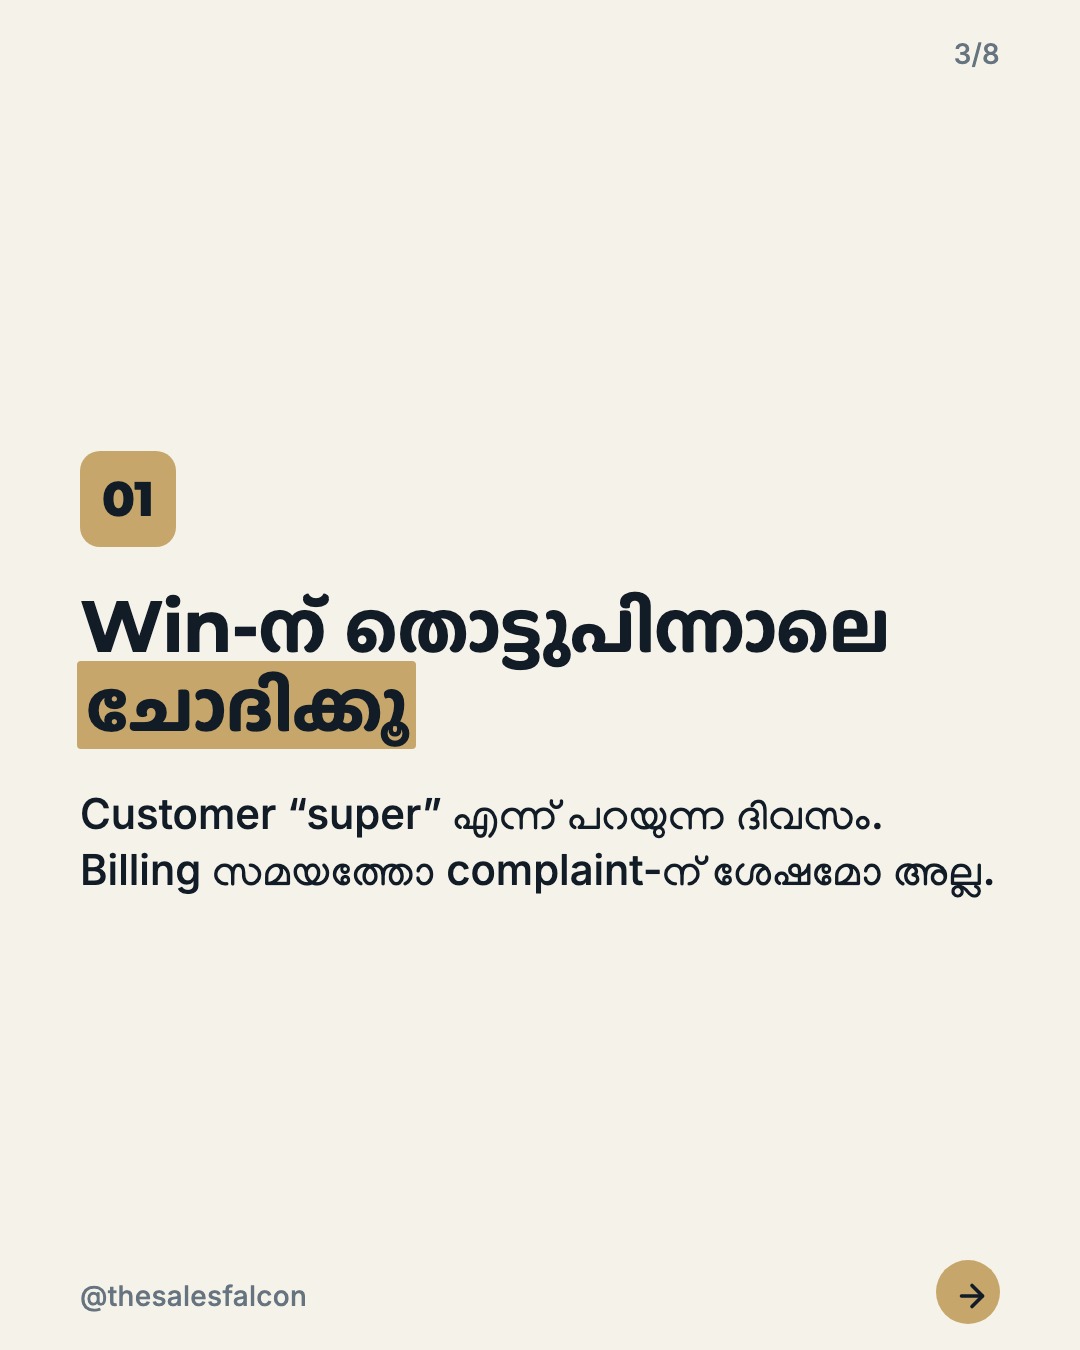 3/8
01
Win-ന് തൊട്ടുപിന്നാലെ
ചോദിക്കൂ
Customer “super” എന്ന് പറയുന്ന ദിവസം.
Billing സമയത്തോ complaint-ന് ശേഷമോ അല്ല.
@thesalesfalcon